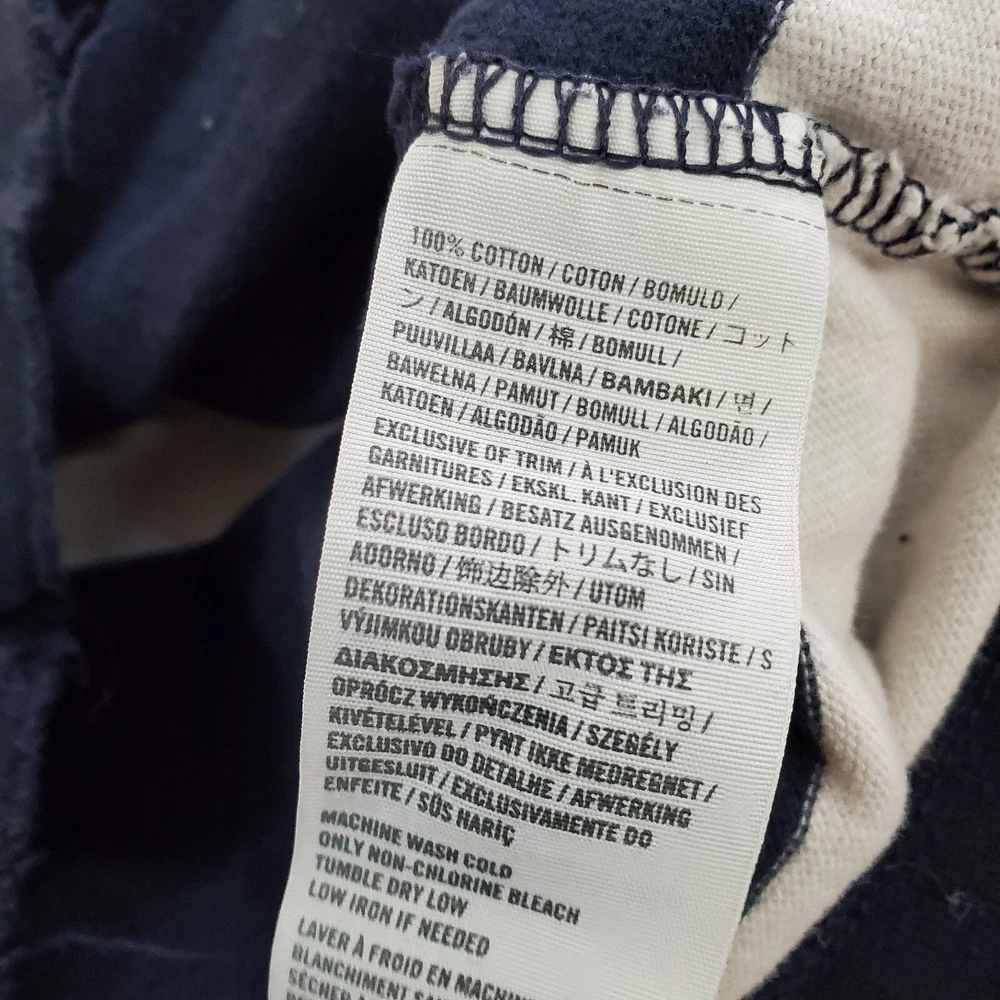 100% COTTON / COTON / BOMULD /
KATOEN / BAUMWOLLE / COTONE / コット
ン / ALGODÓN / 棉 / BOMULL /
PUUVILLAA / BAVLNA / BAMBAKI / 면 /
BAWEŁNA / PAMUT / BOMULL / ALGODÃO /
KATOEN / ALGODÃO / PAMUK
EXCLUSIVE OF TRIM / À L'EXCLUSION DES
GARNITURES / EKSKL. KANT / EXCLUSIEF
AFWERKING / BESATZ AUSGENOMMEN /
ESCLUSO BORDO / トリムなし / SIN
ADORNO / 饰边除外 / UTOM
DEKORATIONSKANTEN / PAITSI KORISTE / S
VÝJIMKOU OBRUBY / ΕΚΤΟΣ ΤΗΣ
ΔΙΑΚΟΣΜΗΣΗΣ / 고급 트리밍 /
OPRÓCZ WYKOŃCZENIA / SZEGÉLY
KIVÉTELÉVEL / PYNT IKKE MEDREGNET /
EXCLUSIVO DO DETALHE / AFWERKING
UITGESLUIT / EXCLUSIVAMENTE DO
ENFEITE / SÜS HARİÇ
MACHINE WASH COLD
ONLY NON-CHLORINE BLEACH
TUMBLE DRY LOW
LOW IRON IF NEEDED
LAVER À FROID EN MACHIN
BLANCHIMENT SA
SÉCHER